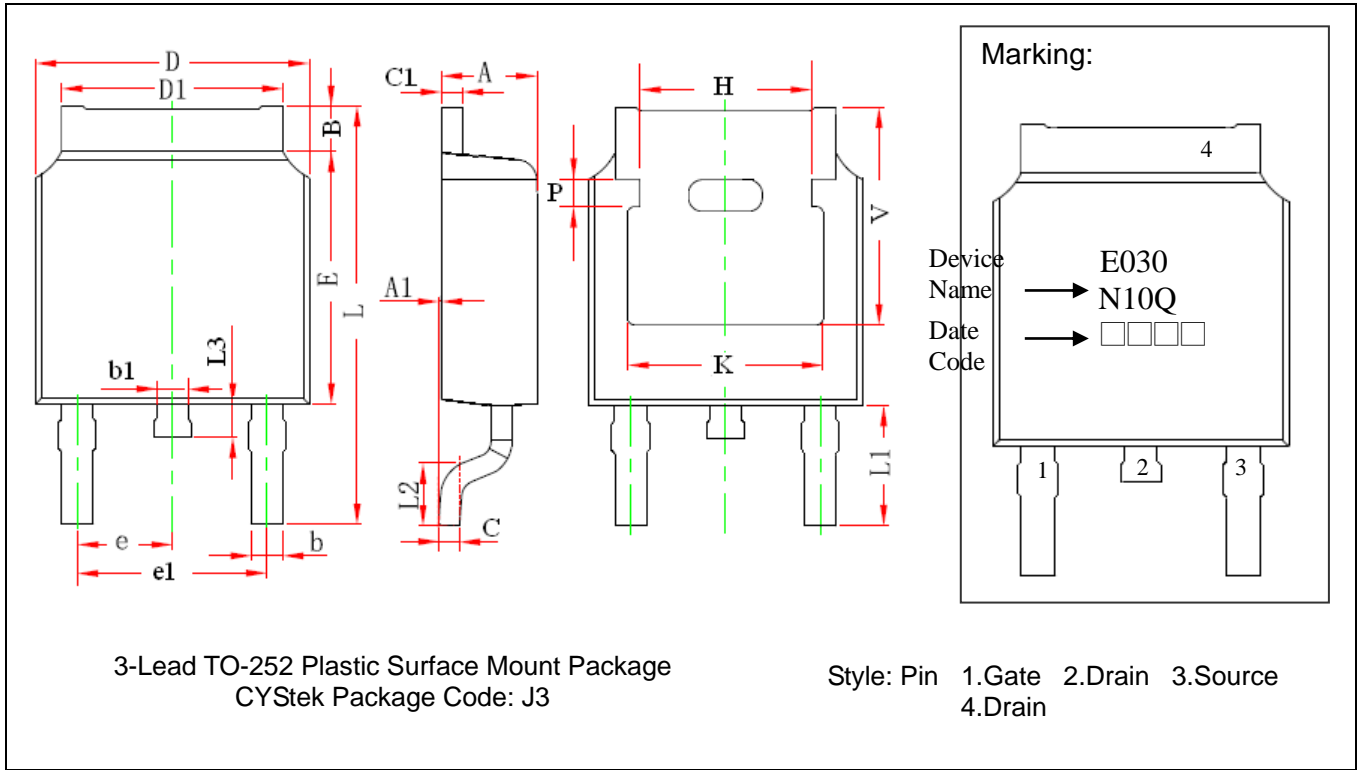 D
D1
B
E
L
L3
b1
e
e1
b
C1
A
A1
L2
C
H
P
V
K
L1
Marking:
4
Device
Name
E030
N10Q
Date
Code
□□□□
1
2
3
3-Lead TO-252 Plastic Surface Mount Package
CYStek Package Code: J3
Style: Pin 1.Gate 2.Drain 3.Source
4.Drain